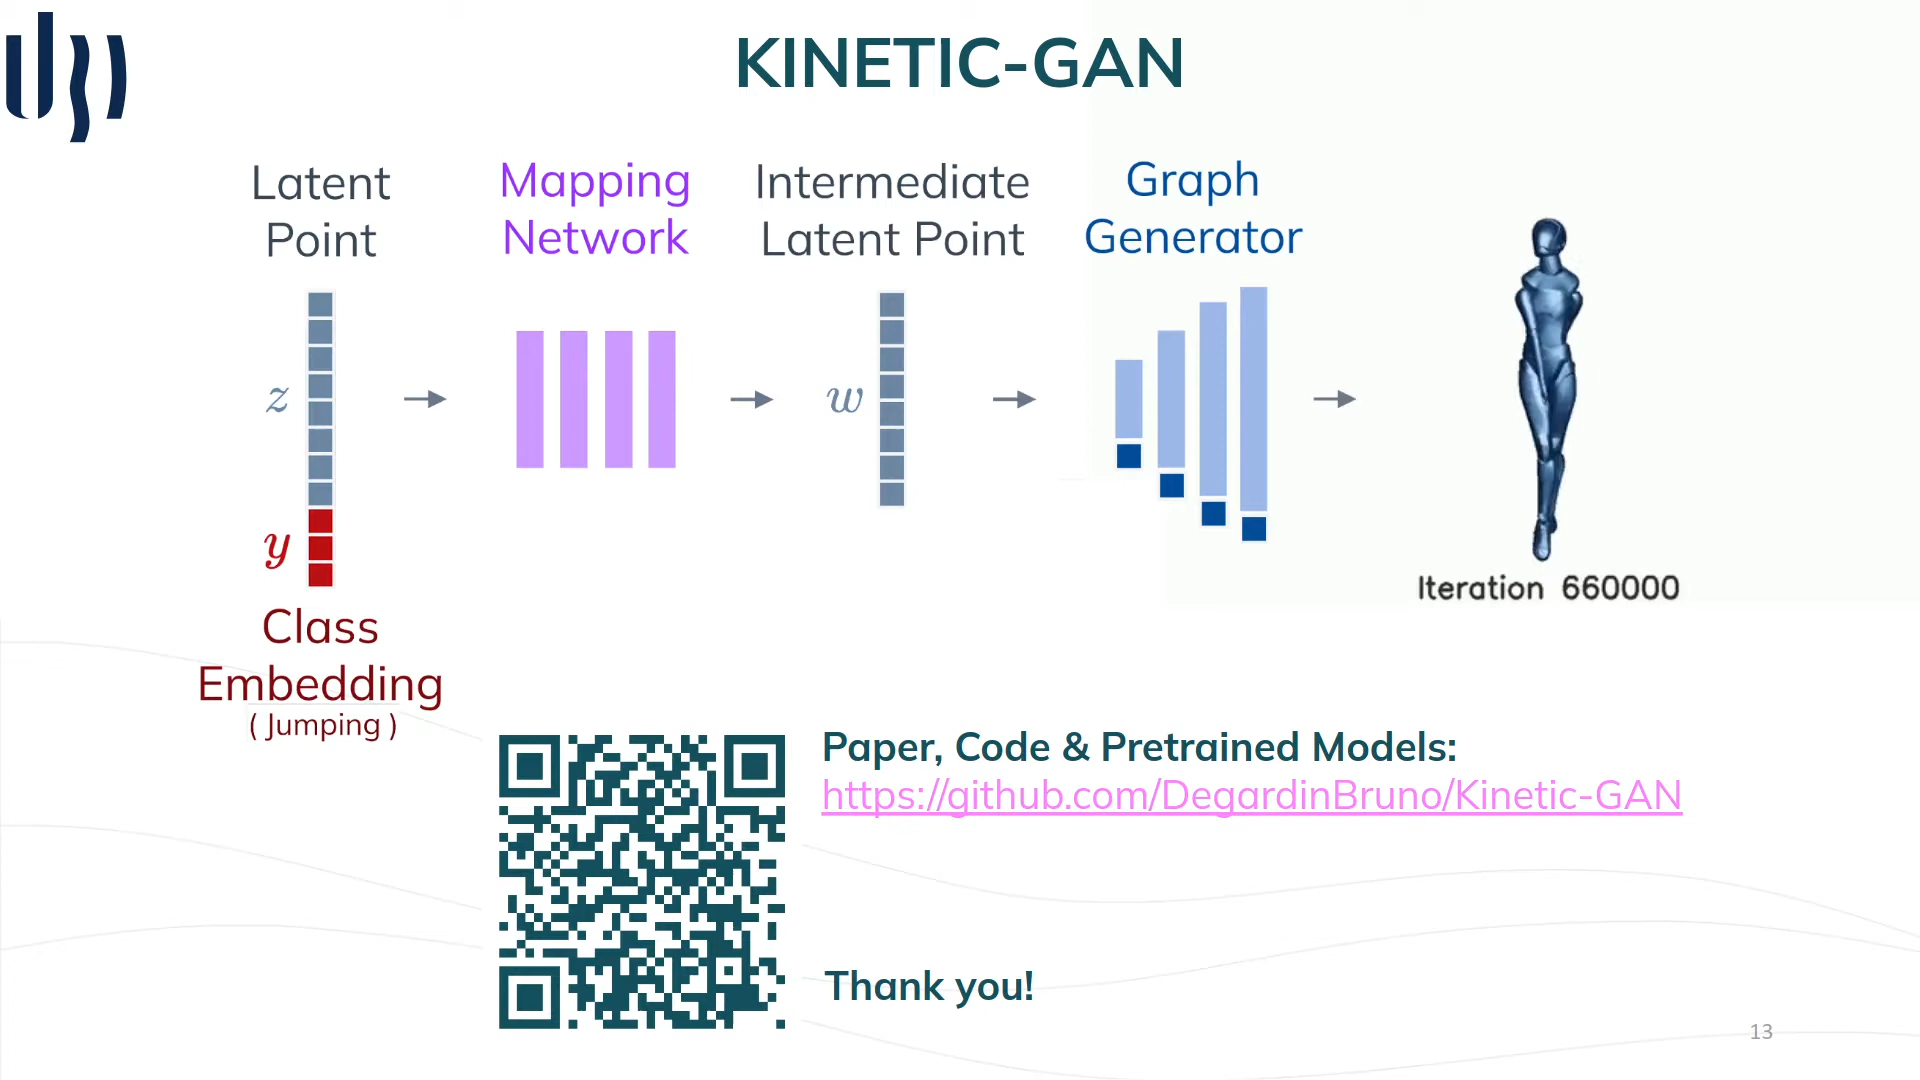 KINETIC-GAN
Latent
Point
Mapping
Network
Intermediate
Latent Point
Graph
Generator
z
w
y
Iteration 660000
Class
Embedding
( Jumping )
Paper, Code & Pretrained Models:
https://github.com/DegardinBruno/Kinetic-GAN
Thank you!
13